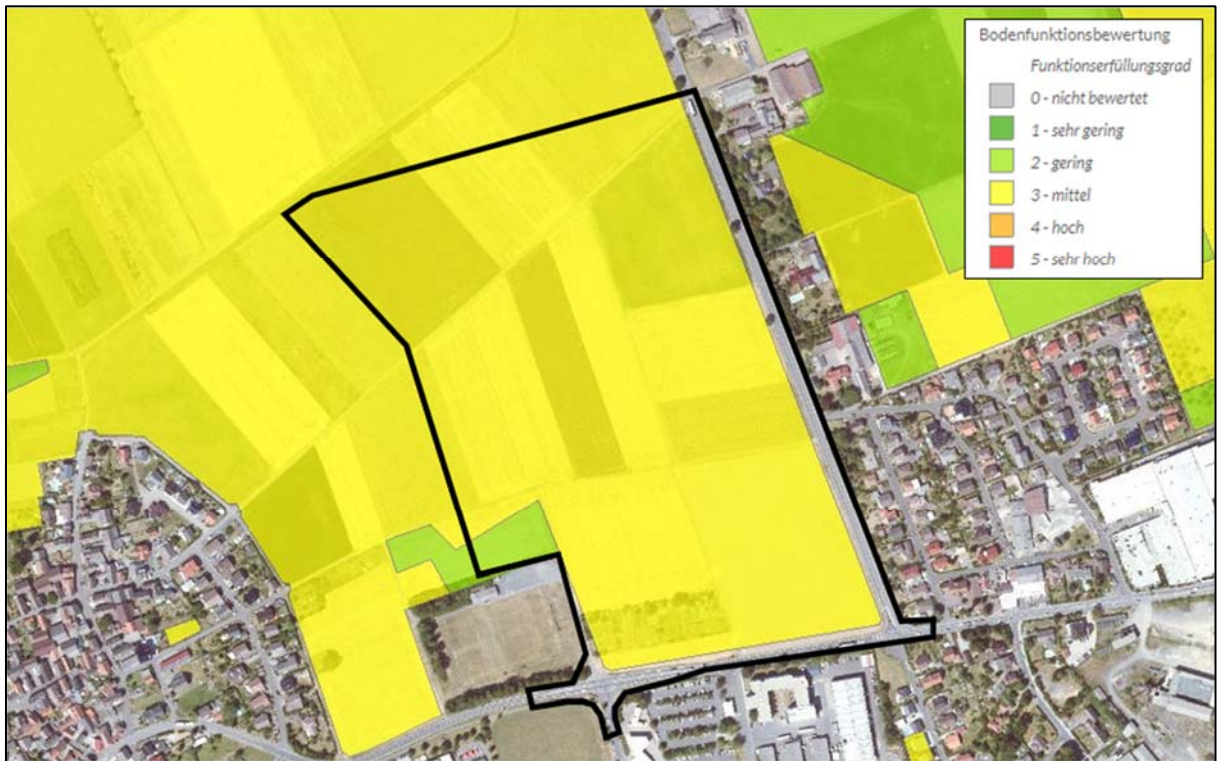 Bodenfunktionsbewertung
Funktionserfüllungsgrad
0 - nicht bewertet
1 - sehr gering
2 - gering
3 - mittel
4 - hoch
5 - sehr hoch